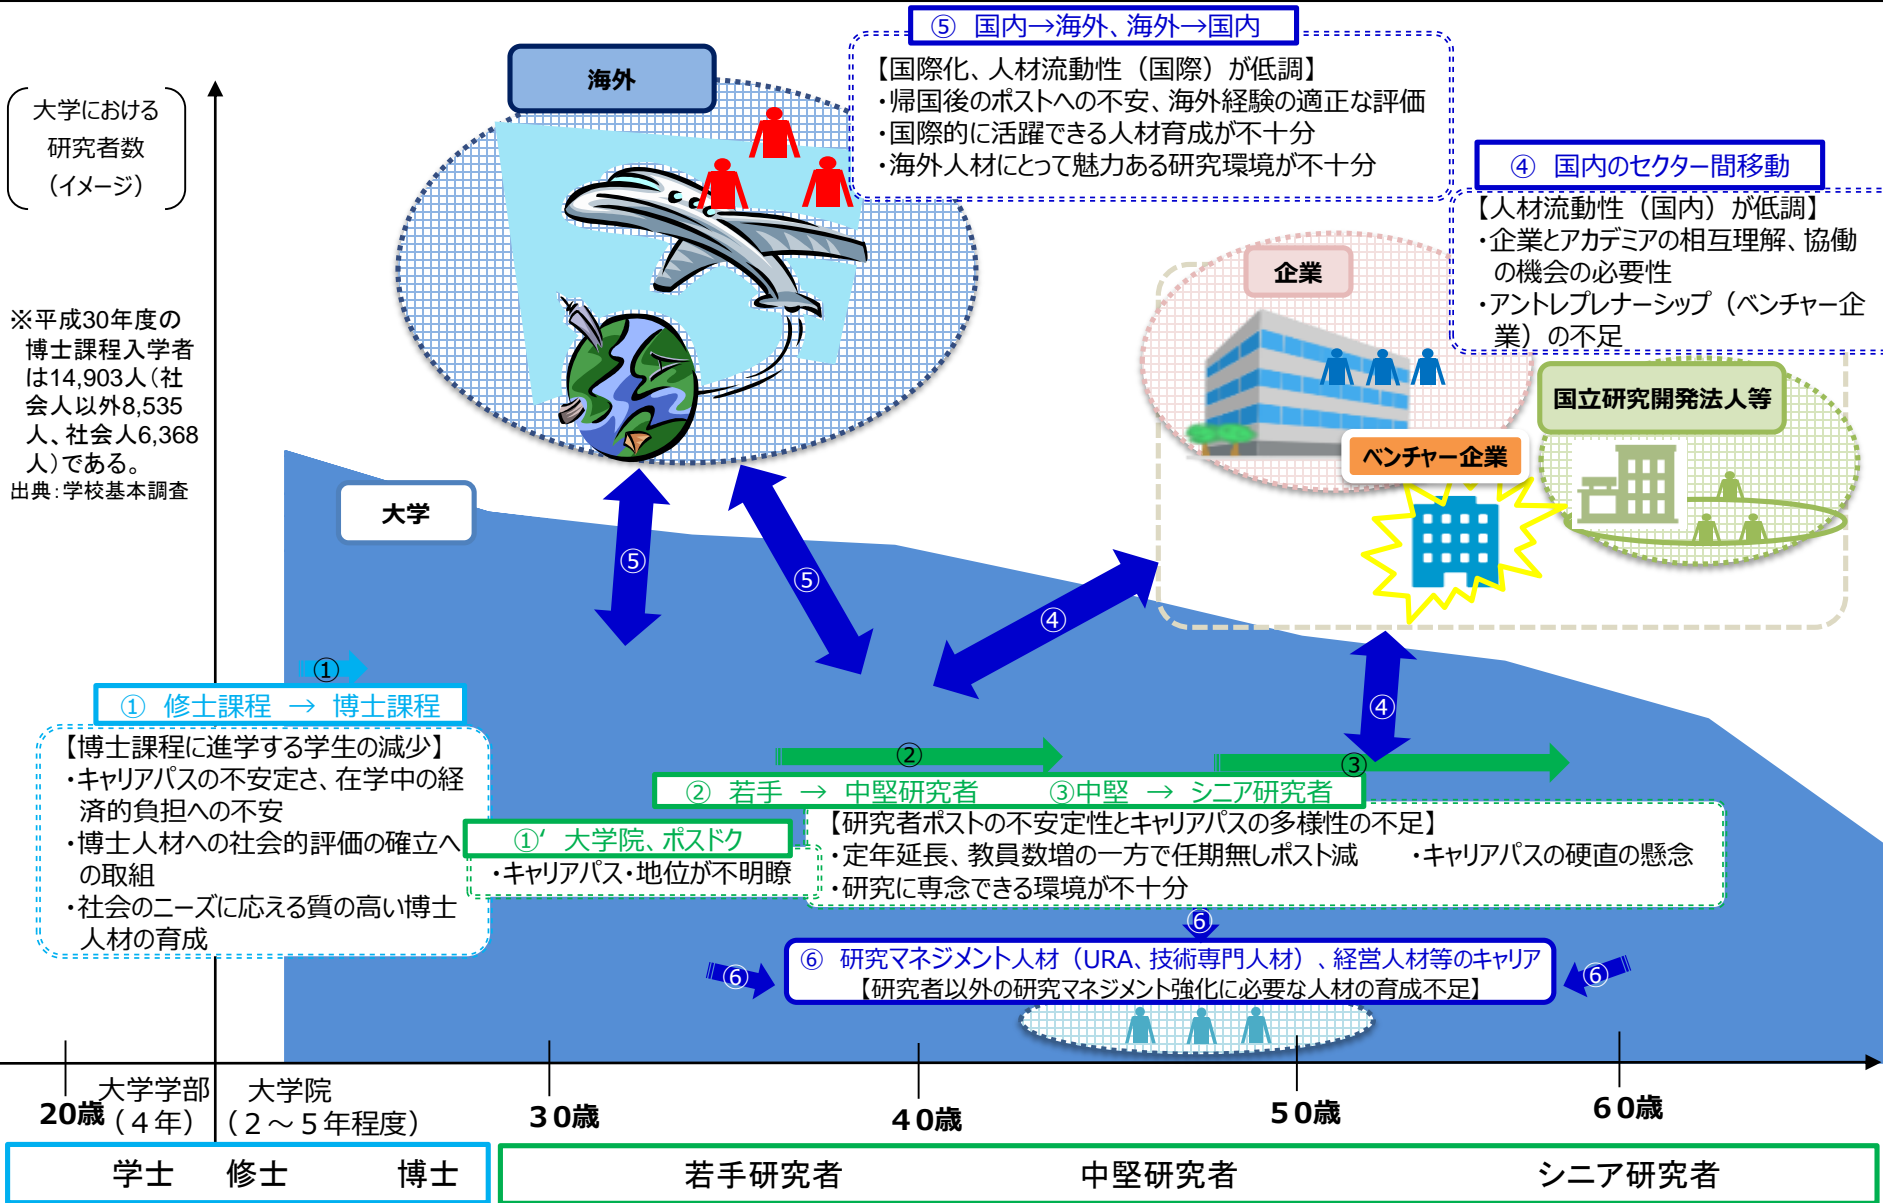 ⑤　国内→海外、海外→国内
【国際化、人材流動性（国際）が低調】
・帰国後のポストへの不安、海外経験の適正な評価
・国際的に活躍できる人材育成が不十分
・海外人材にとって魅力ある研究環境が不十分
海外
大学における
研究者数
（イメージ）
④　国内のセクター間移動
【人材流動性（国内）が低調】
・企業とアカデミアの相互理解、協働
の機会の必要性
・アントレプレナーシップ（ベンチャー企
業）の不足
企業
※平成30年度の
博士課程入学者
は14,903人（社
会人以外8,535
人、社会人6,368
人）である。
出典：学校基本調査
国立研究開発法人等
ベンチャー企業
大学
⑤
⑤
④
④
①
①　修士課程　→　博士課程
【博士課程に進学する学生の減少】
・キャリアパスの不安定さ、在学中の経
済的負担への不安
・博士人材への社会的評価の確立へ
の取組
・社会のニーズに応える質の高い博士
人材の育成
②
③
②　若手　→　中堅研究者　　③中堅　→　シニア研究者
①‘　大学院、ポスドク
・キャリアパス・地位が不明瞭
【研究者ポストの不安定性とキャリアパスの多様性の不足】
・定年延長、教員数増の一方で任期無しポスト減　　・キャリアパスの硬直の懸念
・研究に専念できる環境が不十分
⑥
⑥
⑥
⑥　研究マネジメント人材（URA、技術専門人材）、経営人材等のキャリア
【研究者以外の研究マネジメント強化に必要な人材の育成不足】
20歳
大学学部
（４年）
大学院
（２～５年程度）
３０歳
４０歳
５０歳
６０歳
学士　修士　博士
若手研究者　中堅研究者　シニア研究者